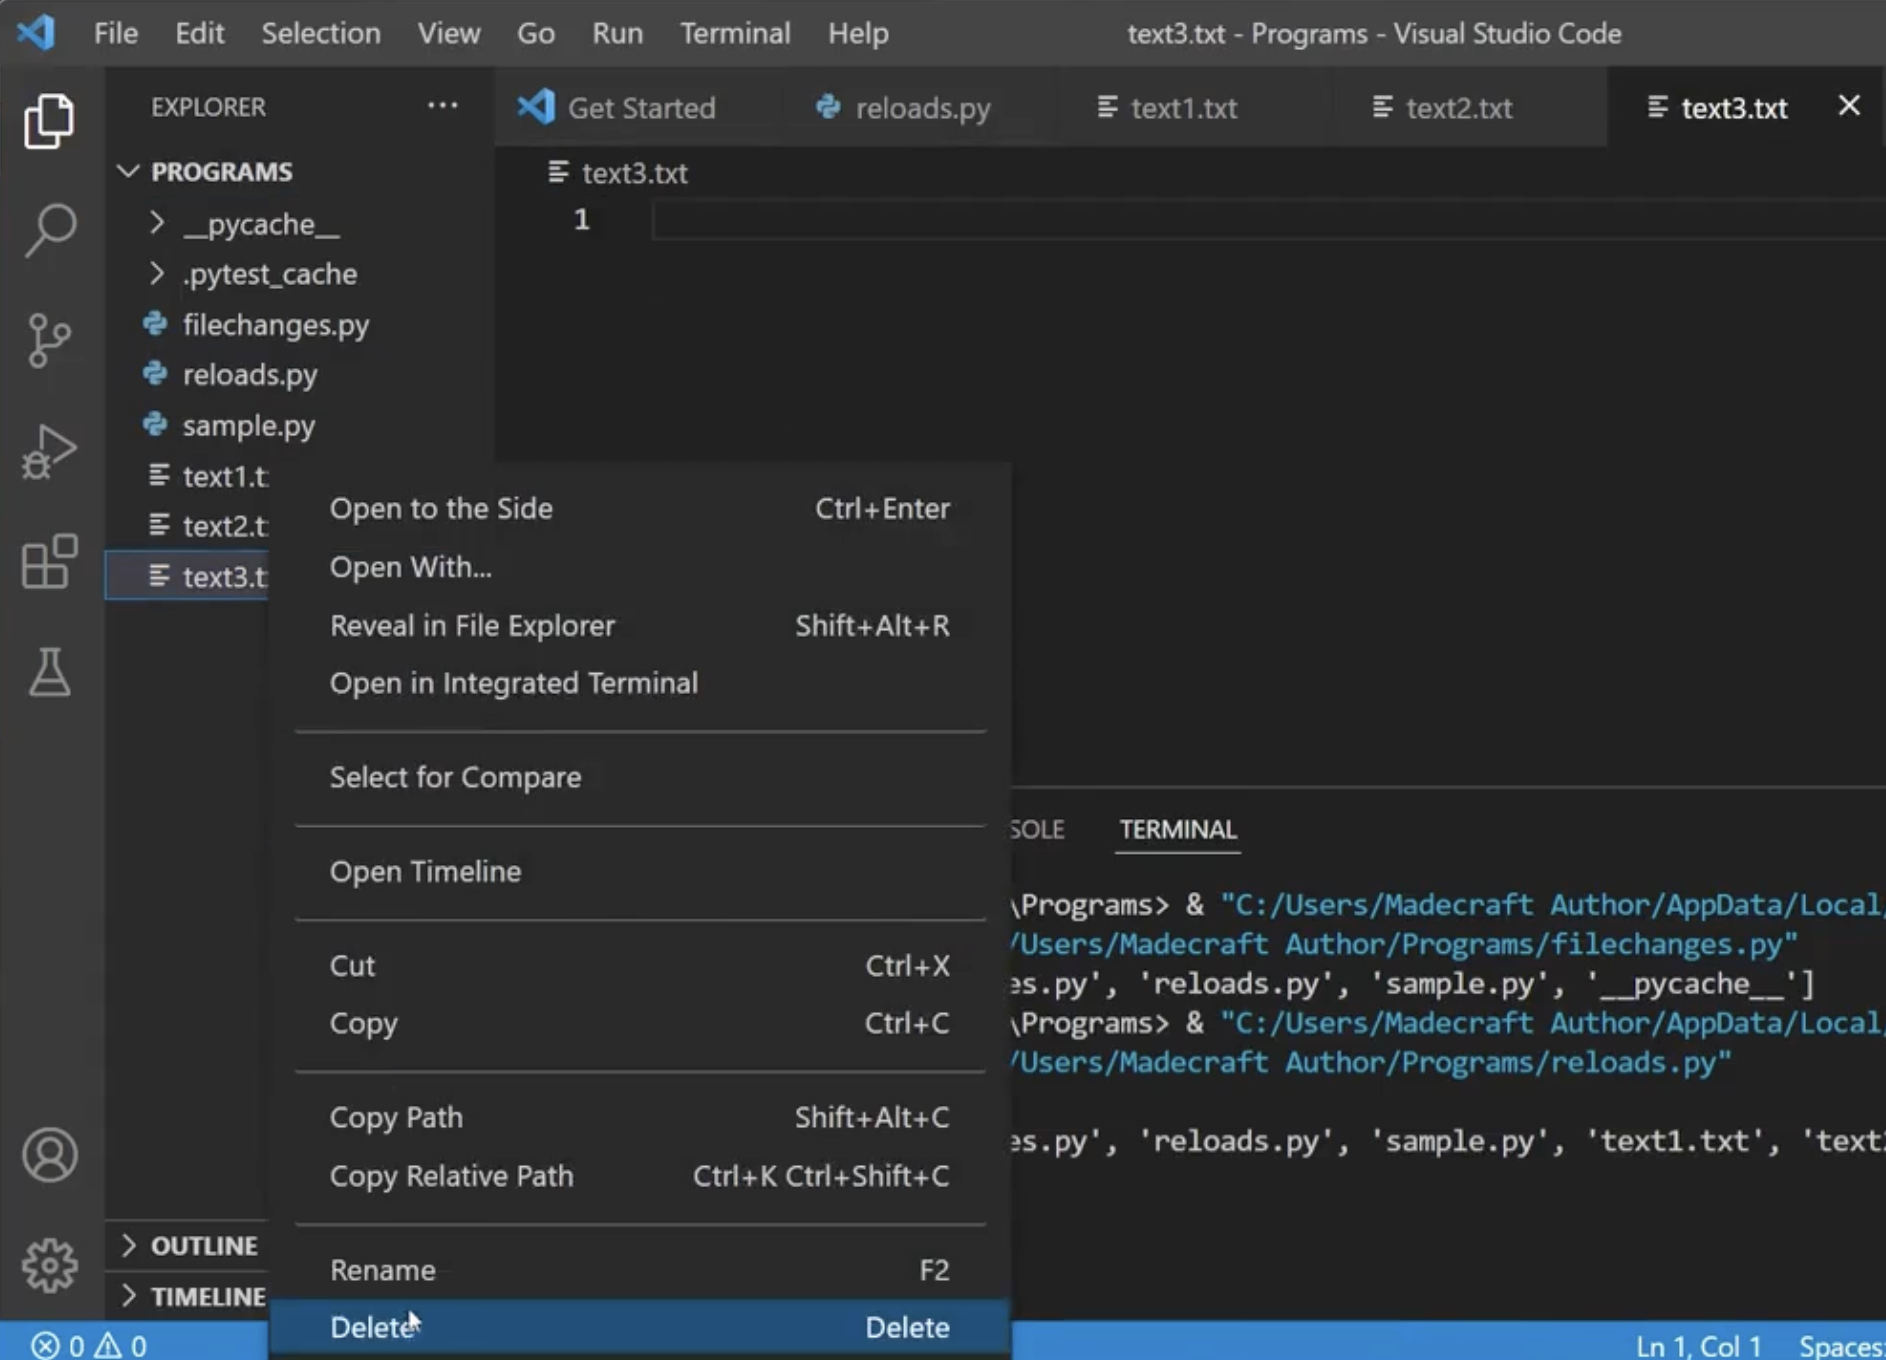 File Edit Selection View Go Run Terminal Help text3.txt - Programs - Visual Studio Code
EXPLORER ···
Get Started reloads.py text1.txt text2.txt text3.txt
PROGRAMS
__pycache__
.pytest_cache
filechanges.py
reloads.py
sample.py
text1.t
text2.t
text3.t
text3.txt
1
Open to the Side Ctrl+Enter
Open With...
Reveal in File Explorer Shift+Alt+R
Open in Integrated Terminal
Select for Compare
Open Timeline
Cut Ctrl+X
Copy Ctrl+C
Copy Path Shift+Alt+C
Copy Relative Path Ctrl+K Ctrl+Shift+C
Rename F2
Delete Delete
SOLE TERMINAL
\Programs> & "C:/Users/Madecraft Author/AppData/Local/
/Users/Madecraft Author/Programs/filechanges.py"
es.py', 'reloads.py', 'sample.py', '__pycache__']
\Programs> & "C:/Users/Madecraft Author/AppData/Local/
/Users/Madecraft Author/Programs/reloads.py"
es.py', 'reloads.py', 'sample.py', 'text1.txt', 'text
OUTLINE
TIMELINE
0 0 Ln 1, Col 1 Spaces: